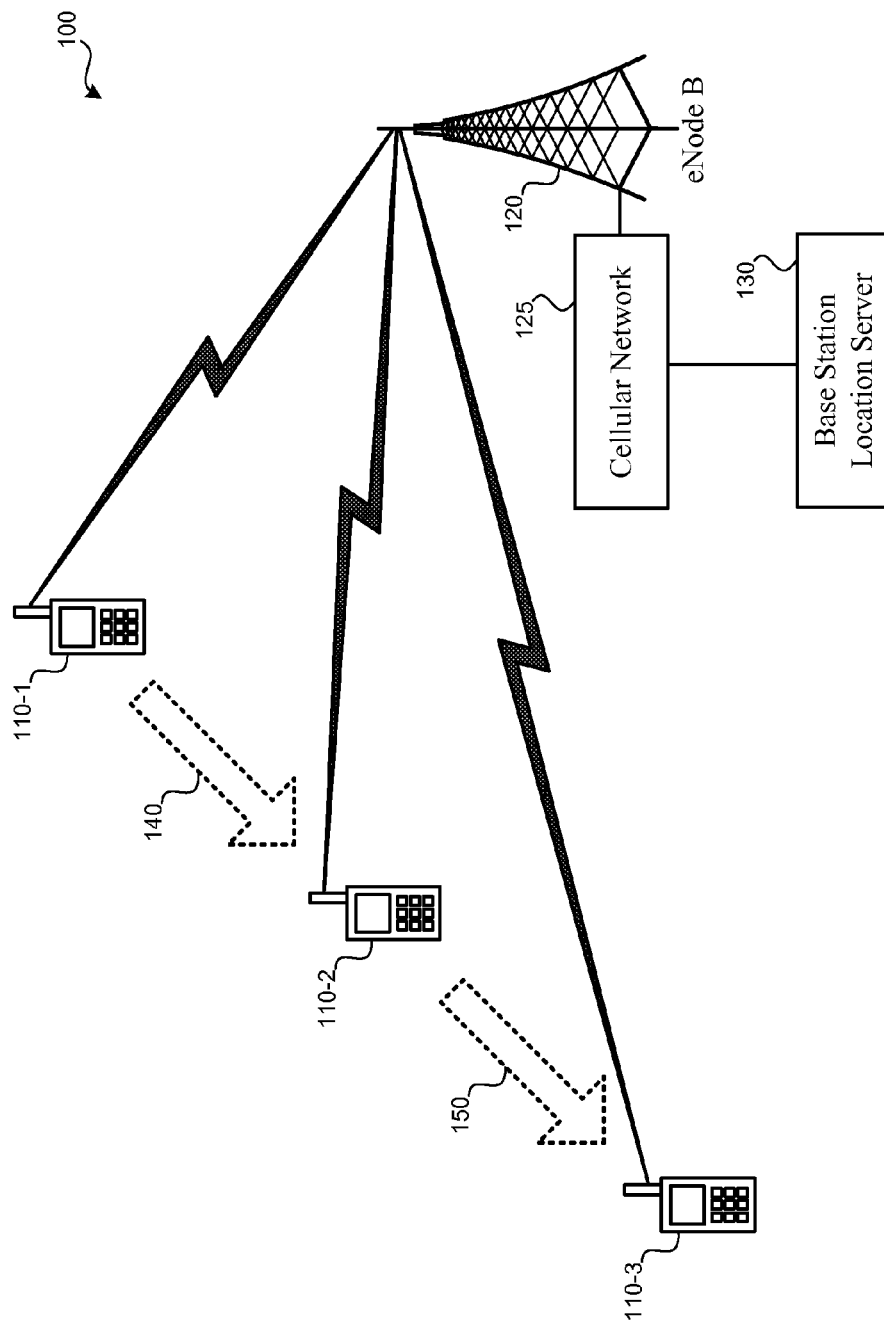 110-1
100
140
110-2
150
125
120
Cellular Network
110-3
eNode B
130
Base Station
Location Server